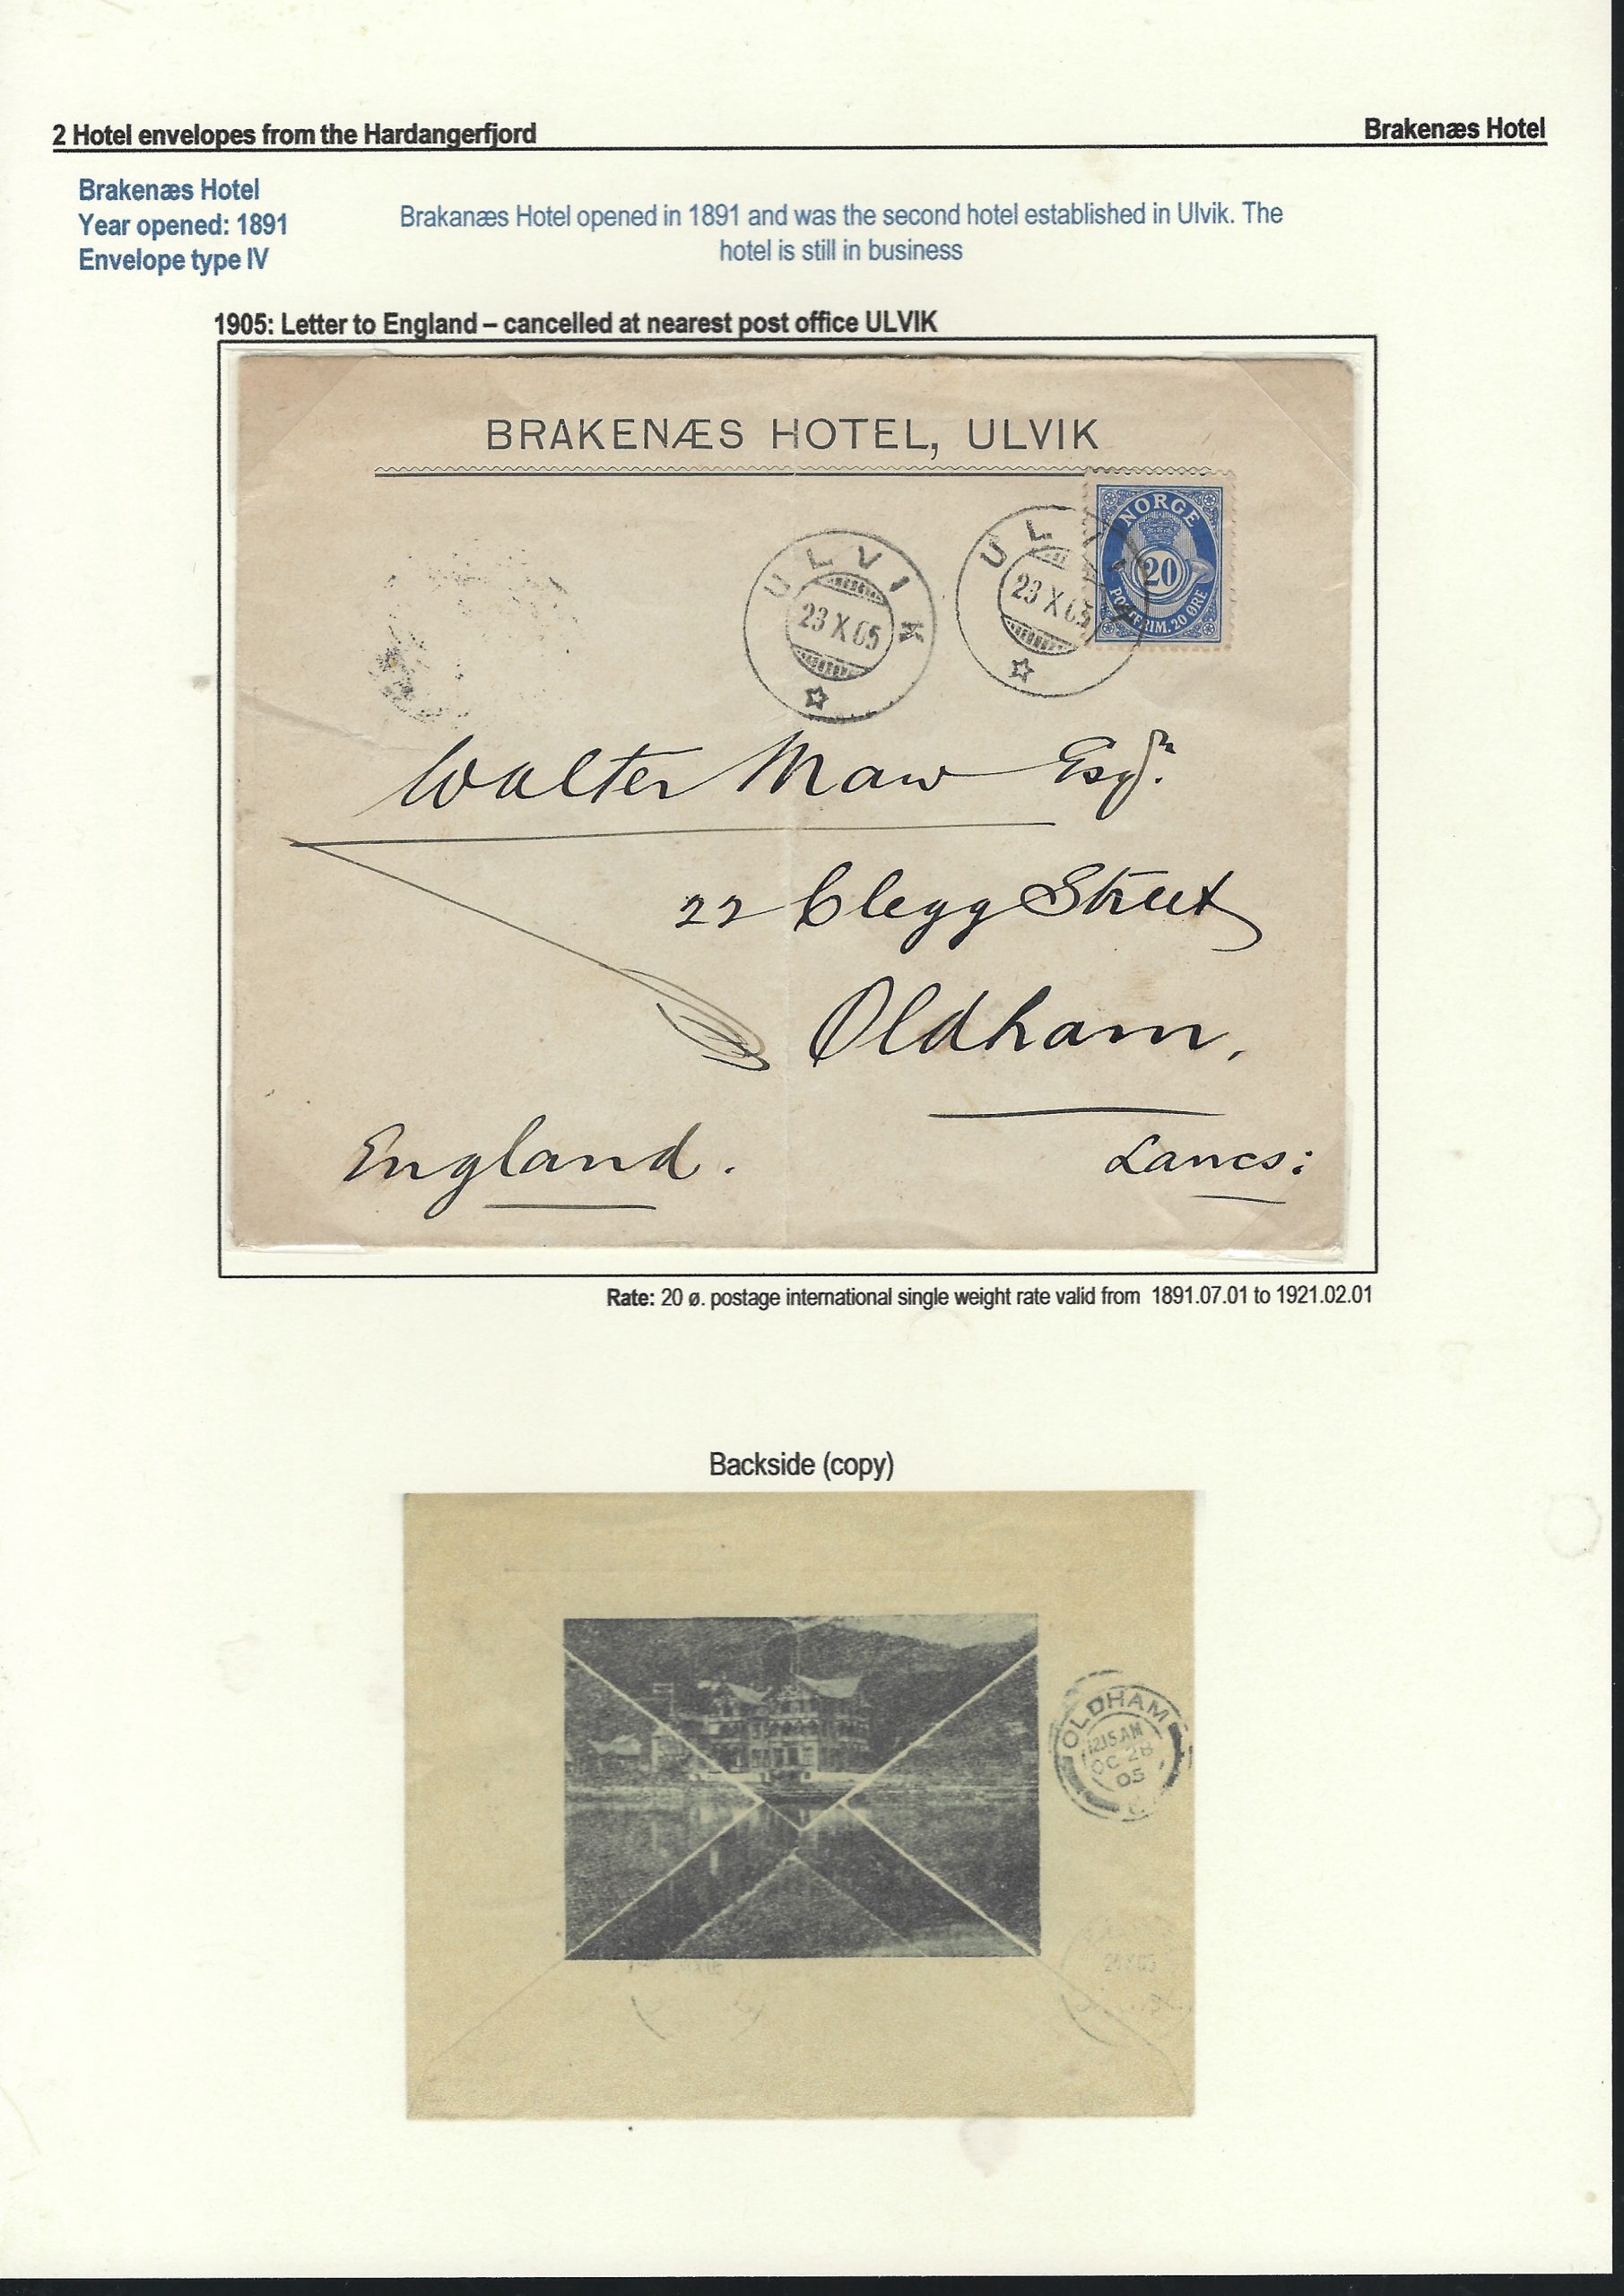 2 Hotel envelopes from the Hardangerfjord
Brakenæs Hotel
Brakenæs Hotel
Year opened: 1891
Envelope type IV
Brakanæs Hotel opened in 1891 and was the second hotel established in Ulvik. The
hotel is still in business
1905: Letter to England – cancelled at nearest post office ULVIK
BRAKENÆS HOTEL, ULVIK
NORGE
20
POSTFRIM. 20 ØRE
ULVIK
23 X 05
ULVIK
23 X 05
Walter Maw Esqr.
22 Clegg Street
Oldham,
England.
Lancs:
Rate: 20 ø. postage international single weight rate valid from 1891.07.01 to 1921.02.01
Backside (copy)
OLDHAM
12.15 AM
OC 28
05